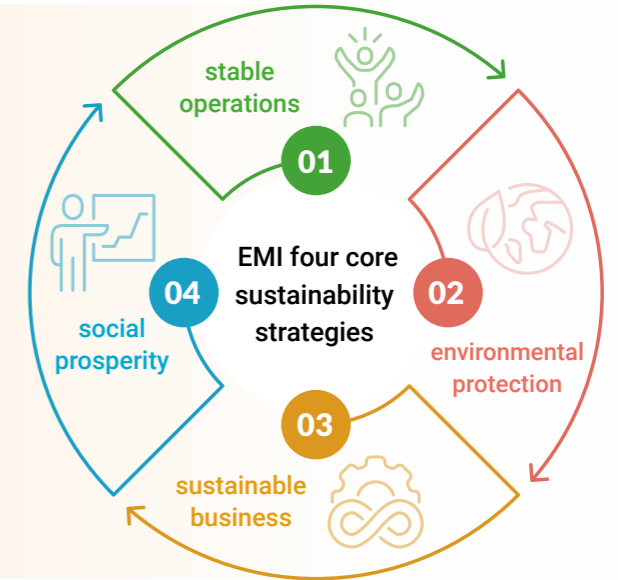 stable
operations
01
EMI four core
sustainability
strategies
02
environmental
protection
03
sustainable
business
04
social
prosperity